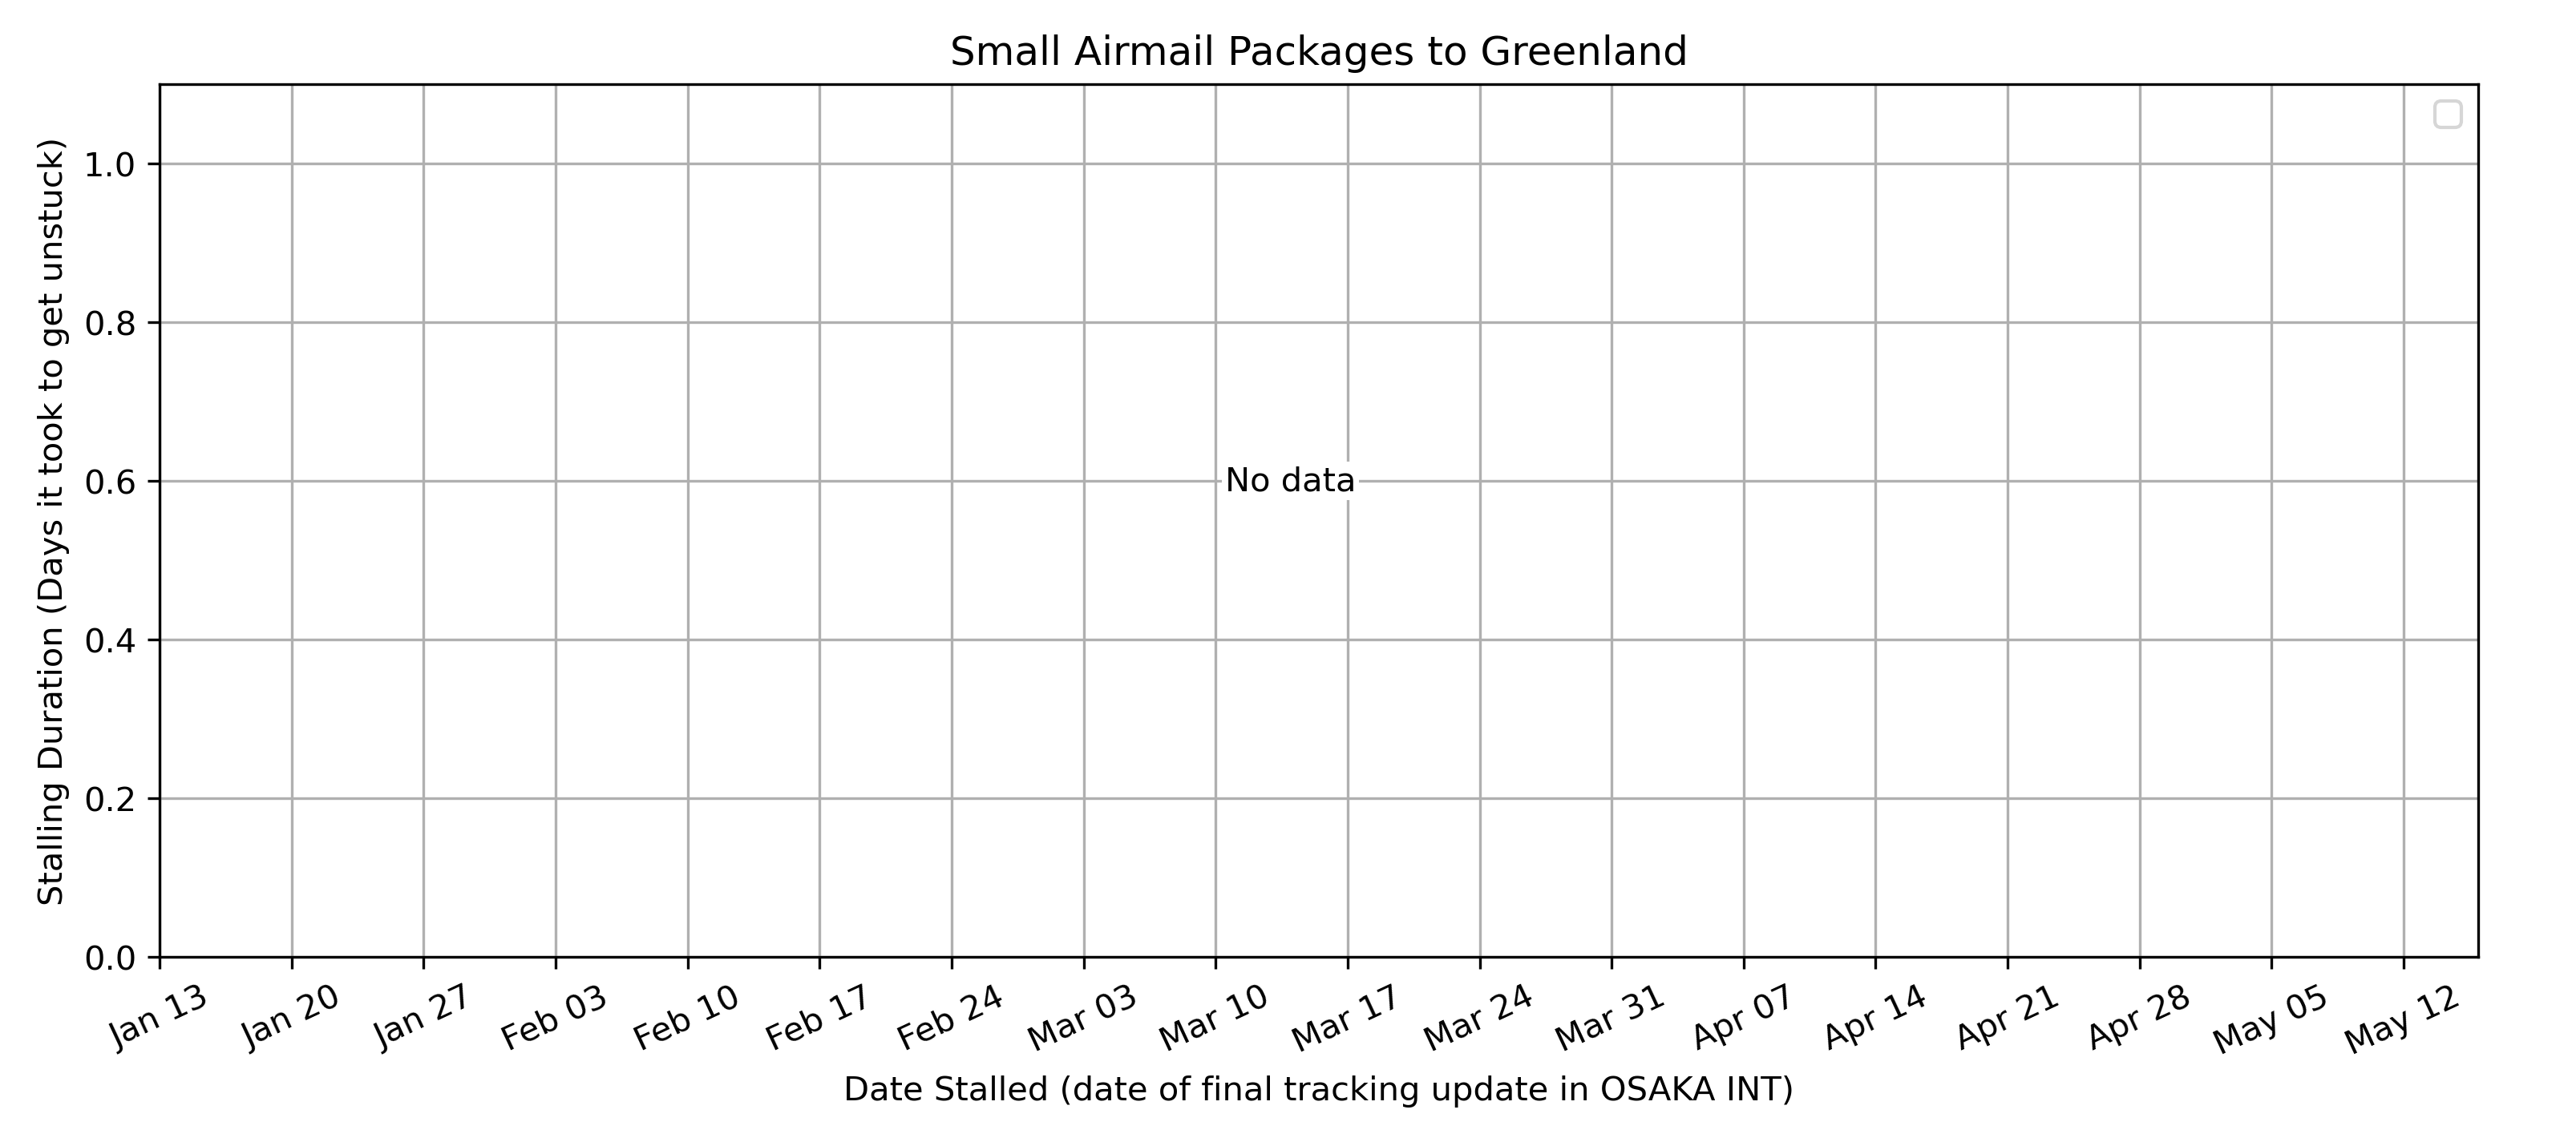 Small Airmail Packages to Greenland
Stalling Duration (Days it took to get unstuck)
1.0
0.8
0.6
0.4
0.2
0.0
No data
Jan 13
Jan 20
Jan 27
Feb 03
Feb 10
Feb 17
Feb 24
Mar 03
Mar 10
Mar 17
Mar 24
Mar 31
Apr 07
Apr 14
Apr 21
Apr 28
May 05
May 12
Date Stalled (date of final tracking update in OSAKA INT)